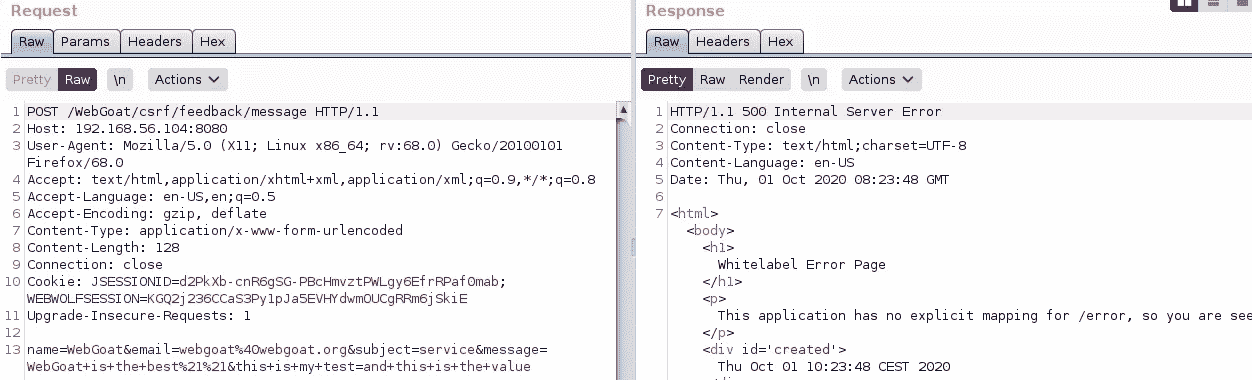 Request
Raw Params Headers Hex
Pretty Raw \n Actions
1 POST /WebGoat/csrf/feedback/message HTTP/1.1
2 Host: 192.168.56.104:8080
3 User-Agent: Mozilla/5.0 (X11; Linux x86_64; rv:68.0) Gecko/20100101
Firefox/68.0
4 Accept: text/html,application/xhtml+xml,application/xml;q=0.9,*/*;q=0.8
5 Accept-Language: en-US,en;q=0.5
6 Accept-Encoding: gzip, deflate
7 Content-Type: application/x-www-form-urlencoded
8 Content-Length: 128
9 Connection: close
10 Cookie: JSESSIONID=d2PkXb-cnR6gSG-PBcHmvztPWLgy6EfrRPaf0mab;
WEBWOLFSESSION=KGQ2j236CCaS3Py1pJa5EVHYdwmOUCgRRm6jSkiE
11 Upgrade-Insecure-Requests: 1
12
13 name=WebGoat&email=webgoat%40webgoat.org&subject=service&message=
WebGoat+is+the+best%21%21&this+is+my+test=and+this+is+the+value
Response
Raw Headers Hex
Pretty Raw Render \n Actions
1 HTTP/1.1 500 Internal Server Error
2 Connection: close
3 Content-Type: text/html;charset=UTF-8
4 Content-Language: en-US
5 Date: Thu, 01 Oct 2020 08:23:48 GMT
6
7 <html>
<body>
<h1>
Whitelabel Error Page
</h1>
<p>
This application has no explicit mapping for /error, so you are see
</p>
<div id='created'>
Thu Oct 01 10:23:48 CEST 2020